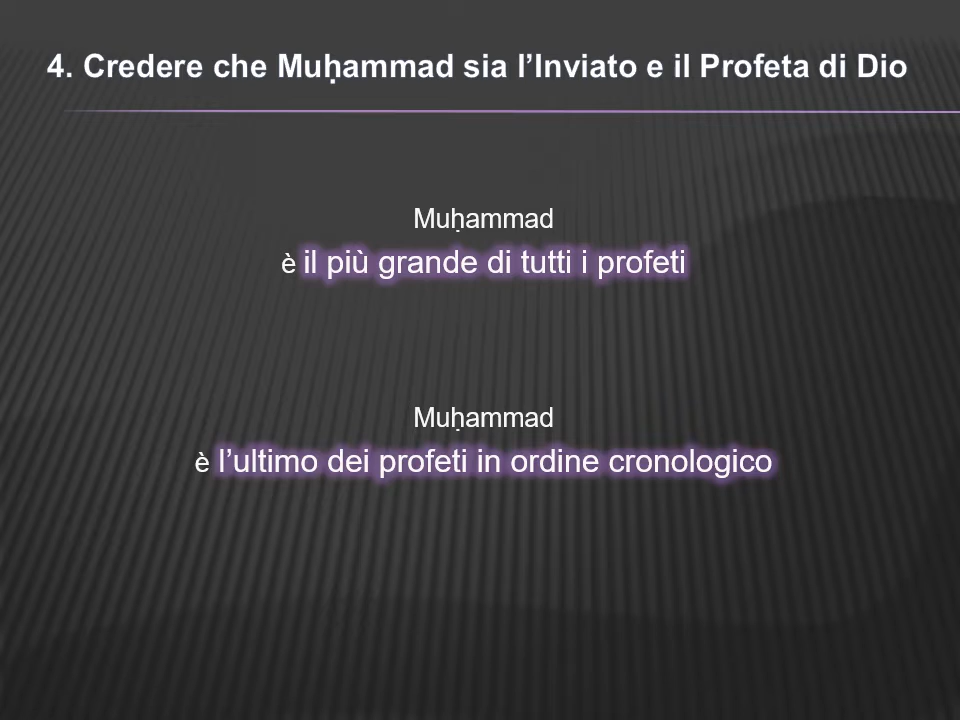 4. Credere che Muḥammad sia l’Inviato e il Profeta di Dio
Muḥammad
è il più grande di tutti i profeti
Muḥammad
è l’ultimo dei profeti in ordine cronologico